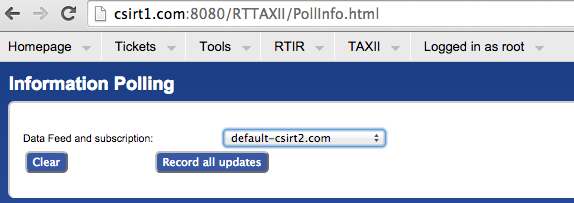 csirt1.com:8080/RTTAXII/PollInfo.html
Homepage Tickets Tools RTIR TAXII Logged in as root
Information Polling
Data Feed and subscription: default-csirt2.com
Clear Record all updates